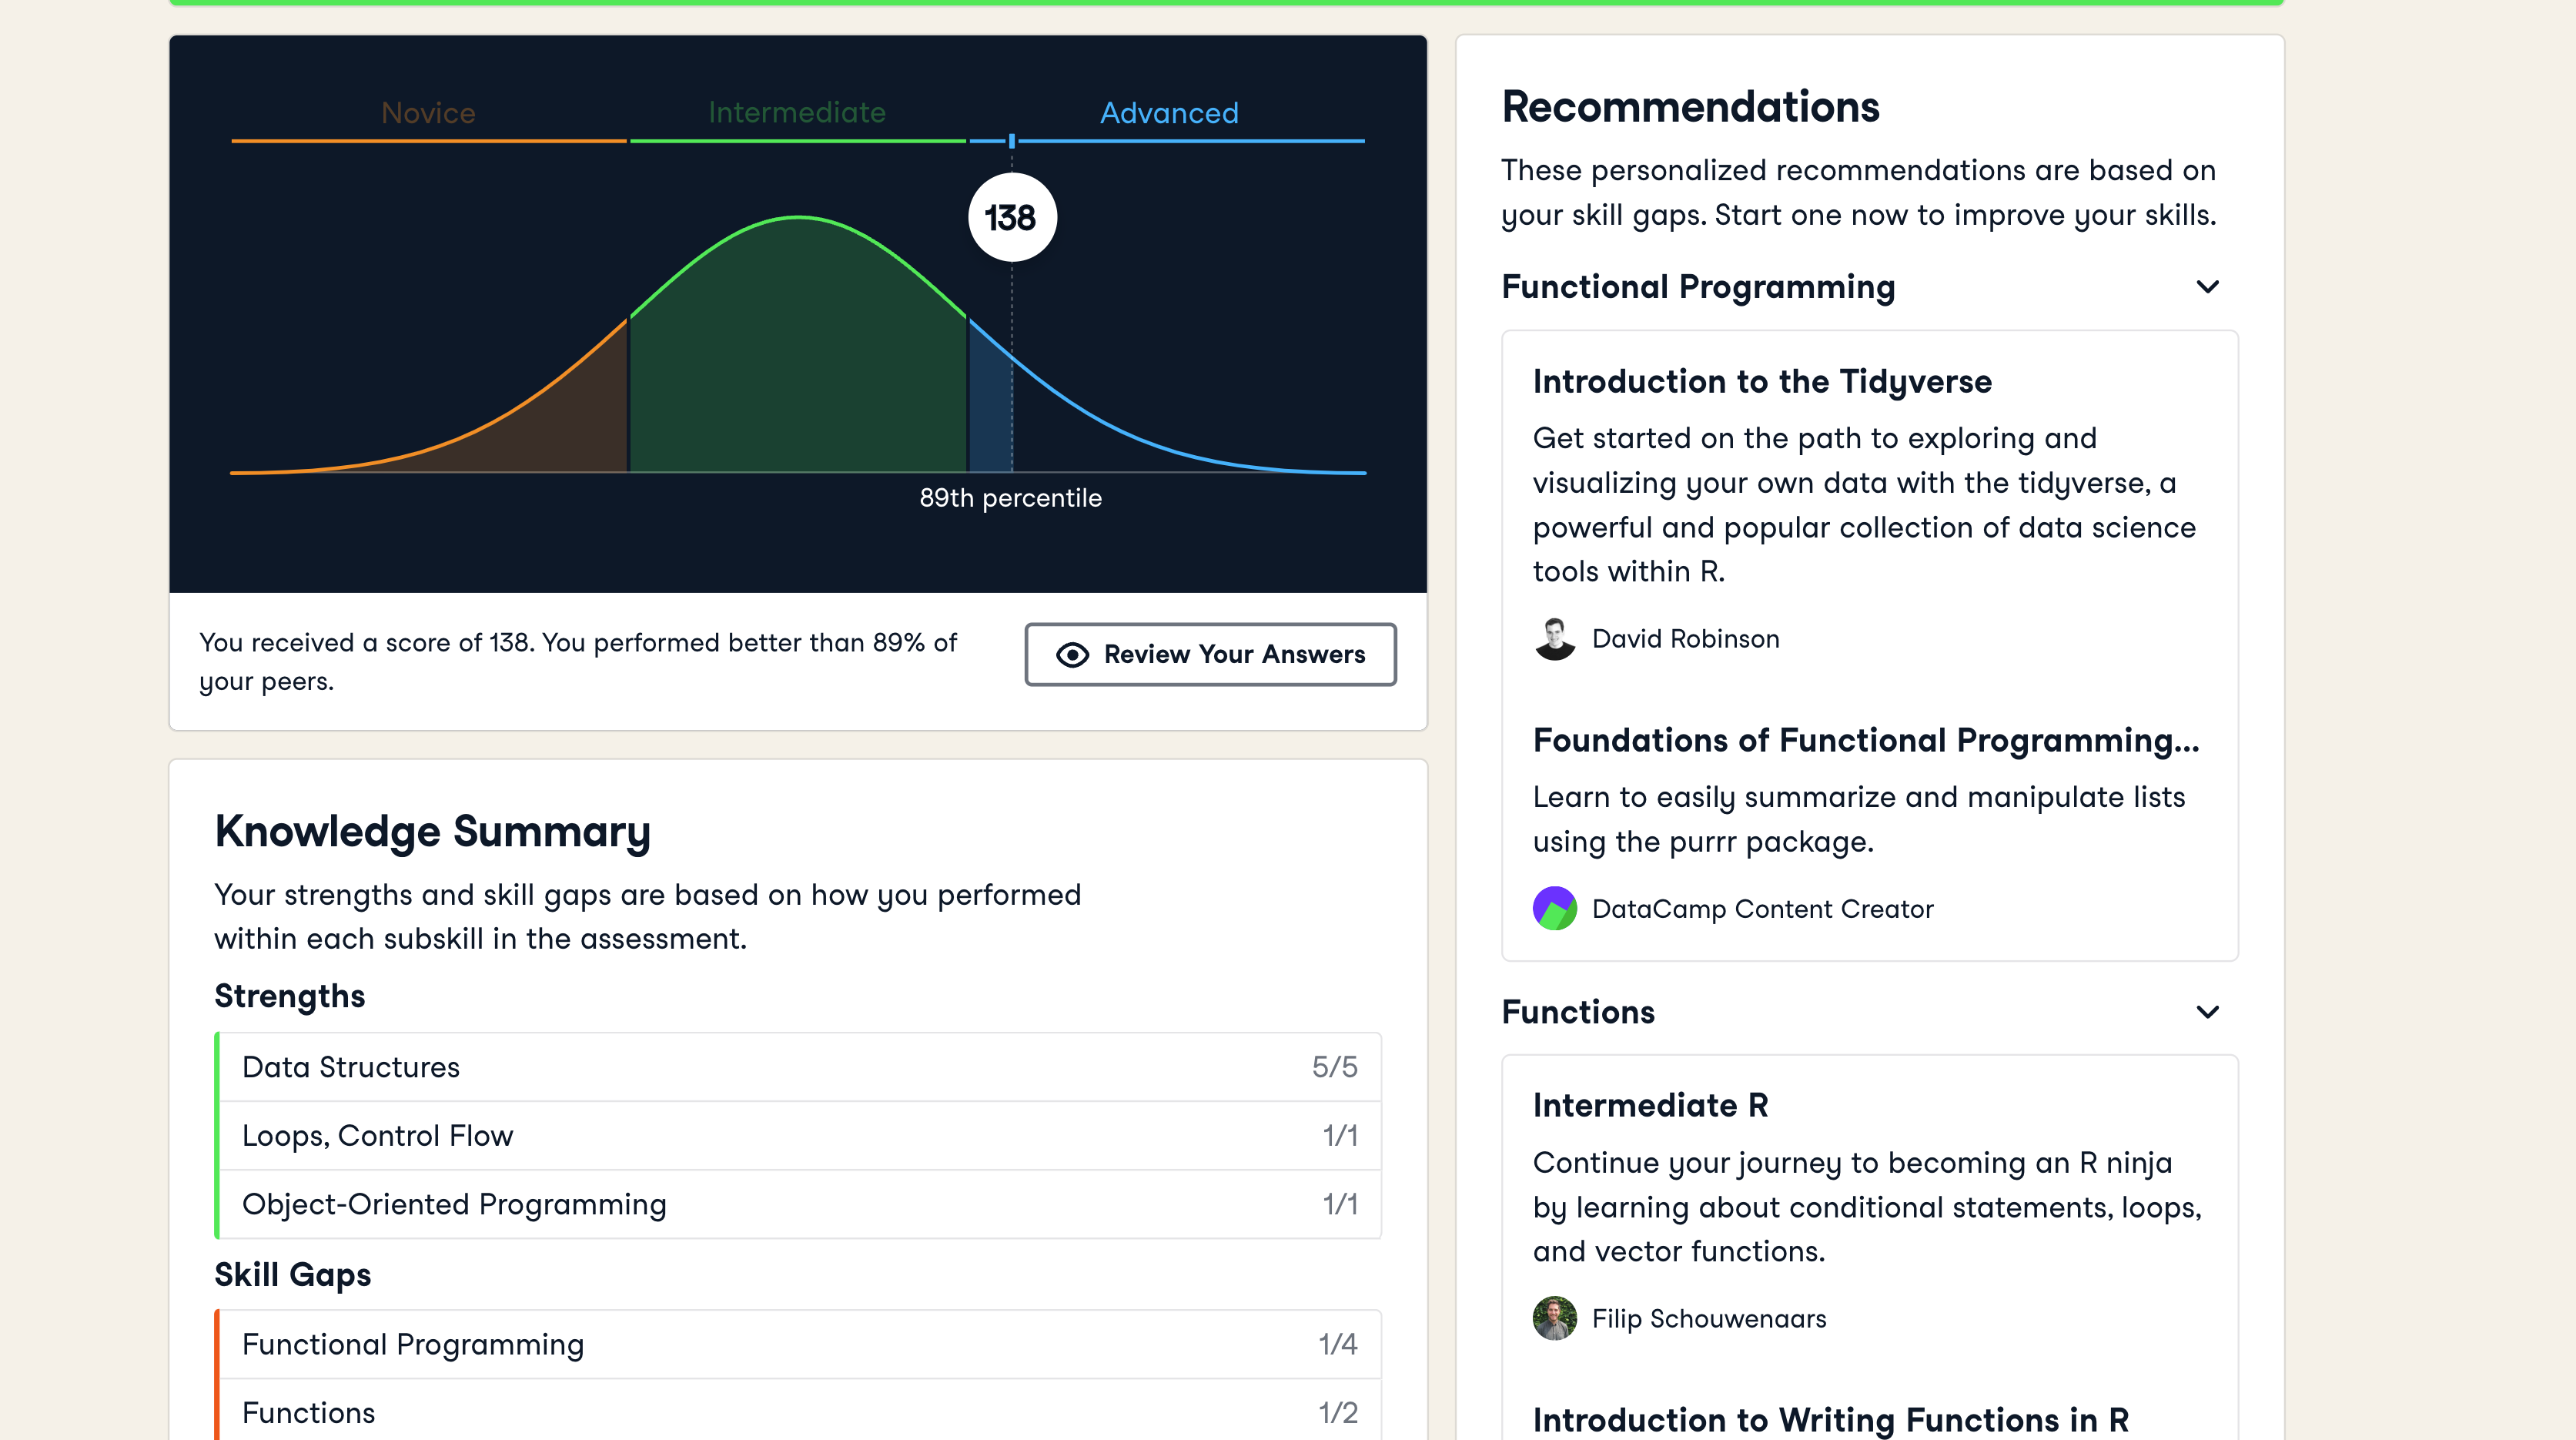 Novice
Intermediate
Advanced
138
89th percentile
You received a score of 138. You performed better than 89% of
your peers.
Review Your Answers
Knowledge Summary
Your strengths and skill gaps are based on how you performed
within each subskill in the assessment.
Strengths
Data Structures 5/5
Loops, Control Flow 1/1
Object-Oriented Programming 1/1
Skill Gaps
Functional Programming 1/4
Functions 1/2
Recommendations
These personalized recommendations are based on
your skill gaps. Start one now to improve your skills.
Functional Programming
Introduction to the Tidyverse
Get started on the path to exploring and
visualizing your own data with the tidyverse, a
powerful and popular collection of data science
tools within R.
David Robinson
Foundations of Functional Programming...
Learn to easily summarize and manipulate lists
using the purrr package.
DataCamp Content Creator
Functions
Intermediate R
Continue your journey to becoming an R ninja
by learning about conditional statements, loops,
and vector functions.
Filip Schouwenaars
Introduction to Writing Functions in R